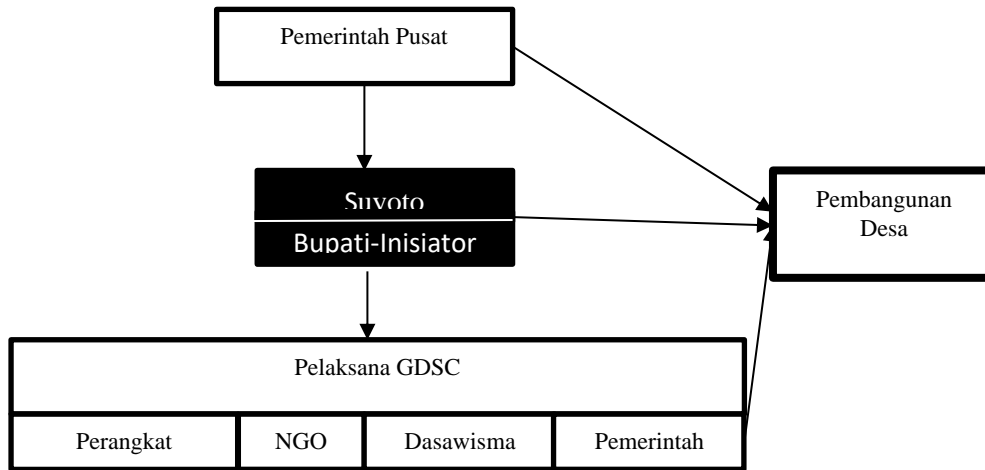 Pemerintah Pusat
Suyoto
Bupati-Inisiator
Pembangunan
Desa
Pelaksana GDSC
Perangkat
NGO
Dasawisma
Pemerintah